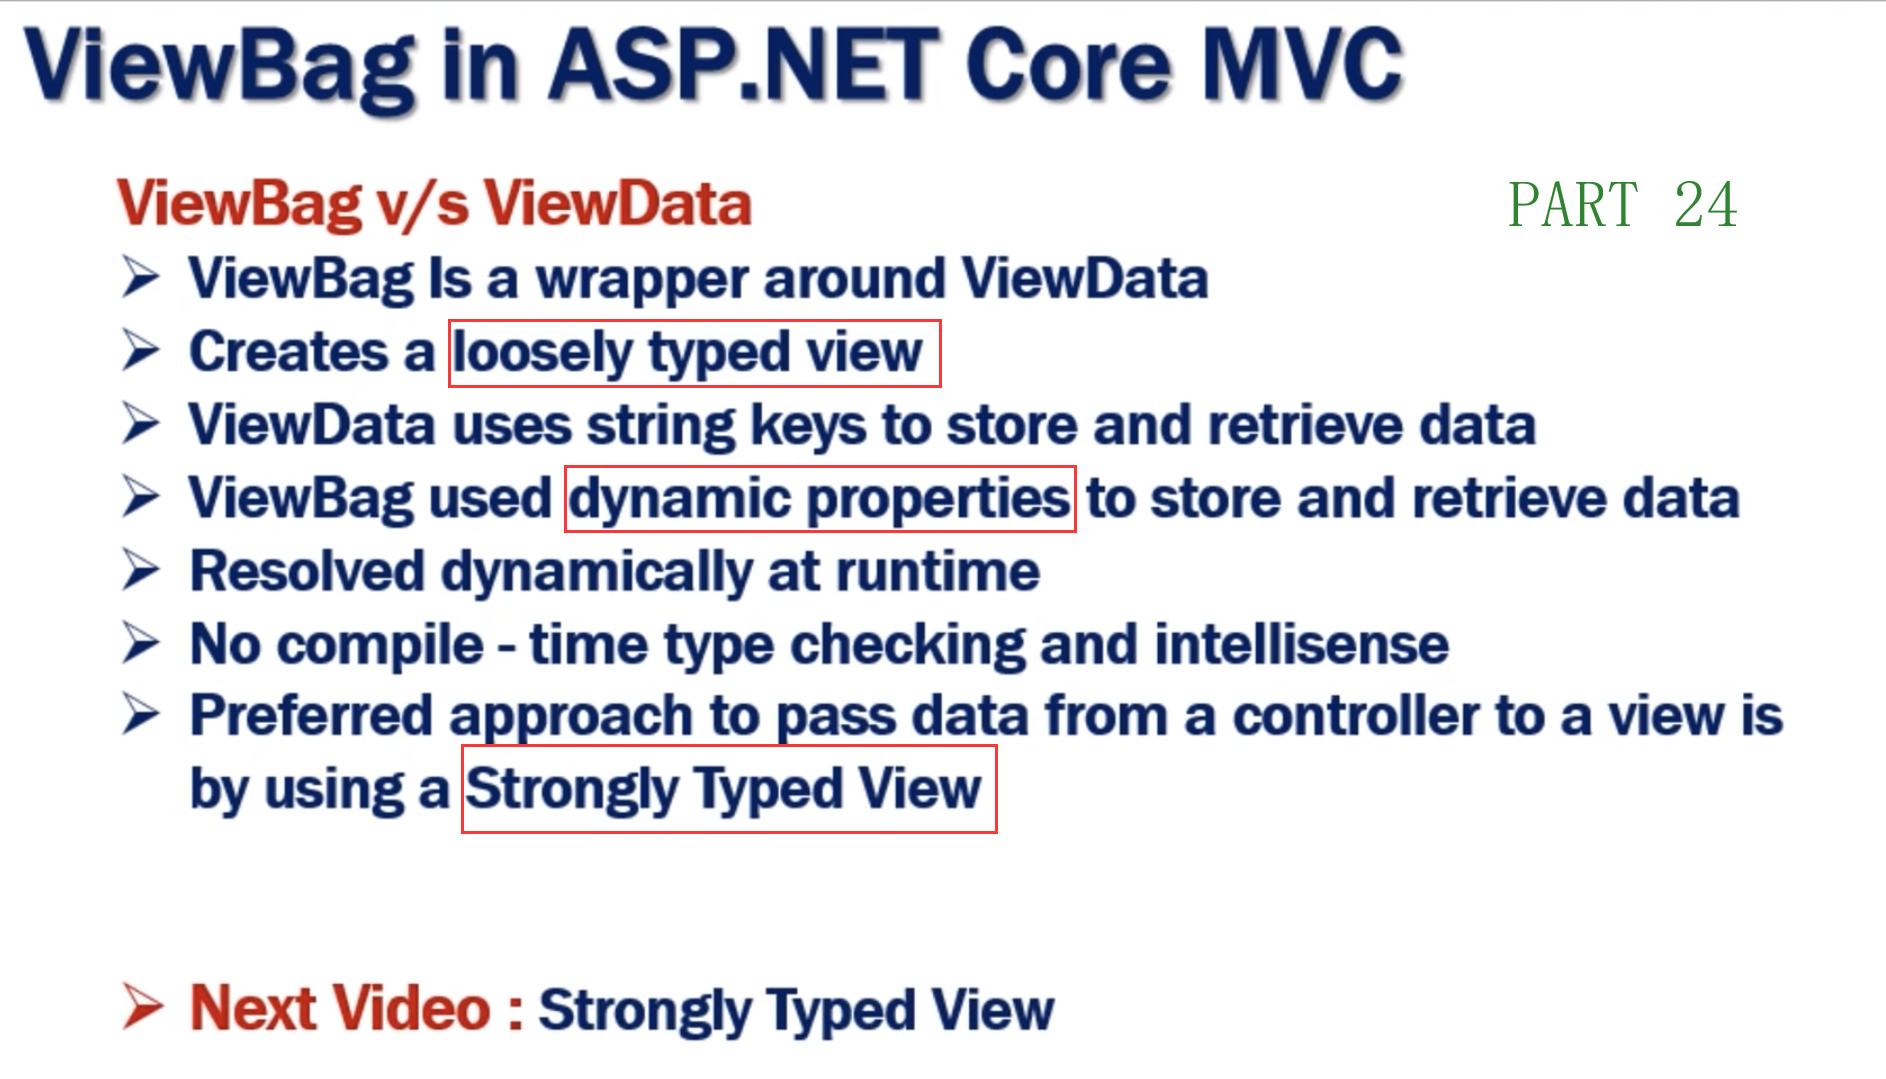 ViewBag in ASP.NET Core MVC
ViewBag v/s ViewData
PART 24
ViewBag Is a wrapper around ViewData
Creates a loosely typed view
ViewData uses string keys to store and retrieve data
ViewBag used dynamic properties to store and retrieve data
Resolved dynamically at runtime
No compile - time type checking and intellisense
Preferred approach to pass data from a controller to a view is
by using a Strongly Typed View
Next Video : Strongly Typed View